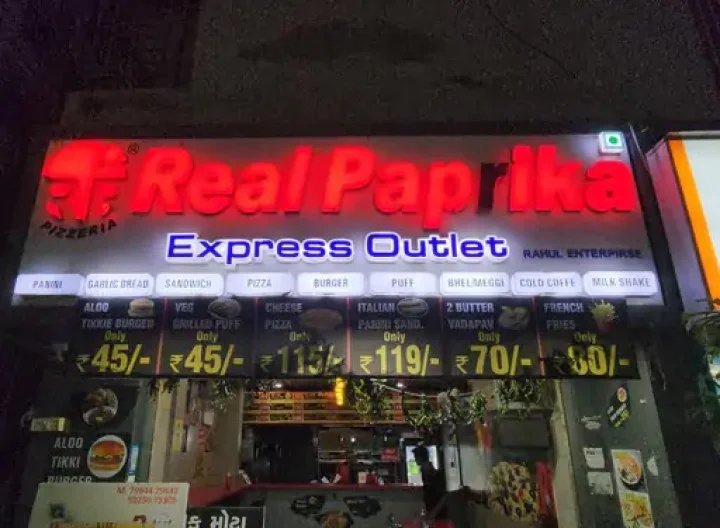 ® Real Paprika
PIZZERIA
Express Outlet
RAHUL ENTERPIRSE
PANINI
GARLIC BREAD
SANDWICH
PIZZA
BURGER
PUFF
BHEL/MEGGI
COLD COFFE
MILK SHAKE
ALOO
TIKKIE BURGER
Only
₹45/-
VEG
GRILLED PUFF
Only
₹45/-
CHEESE
PIZZA
Only
₹115/-
ITALIAN
PANINI SAND.
Only
₹119/-
2 BUTTER
VADAPAV
Only
₹70/-
FRENCH
FRIES
Only
ALOO
TIKKI
BURGER